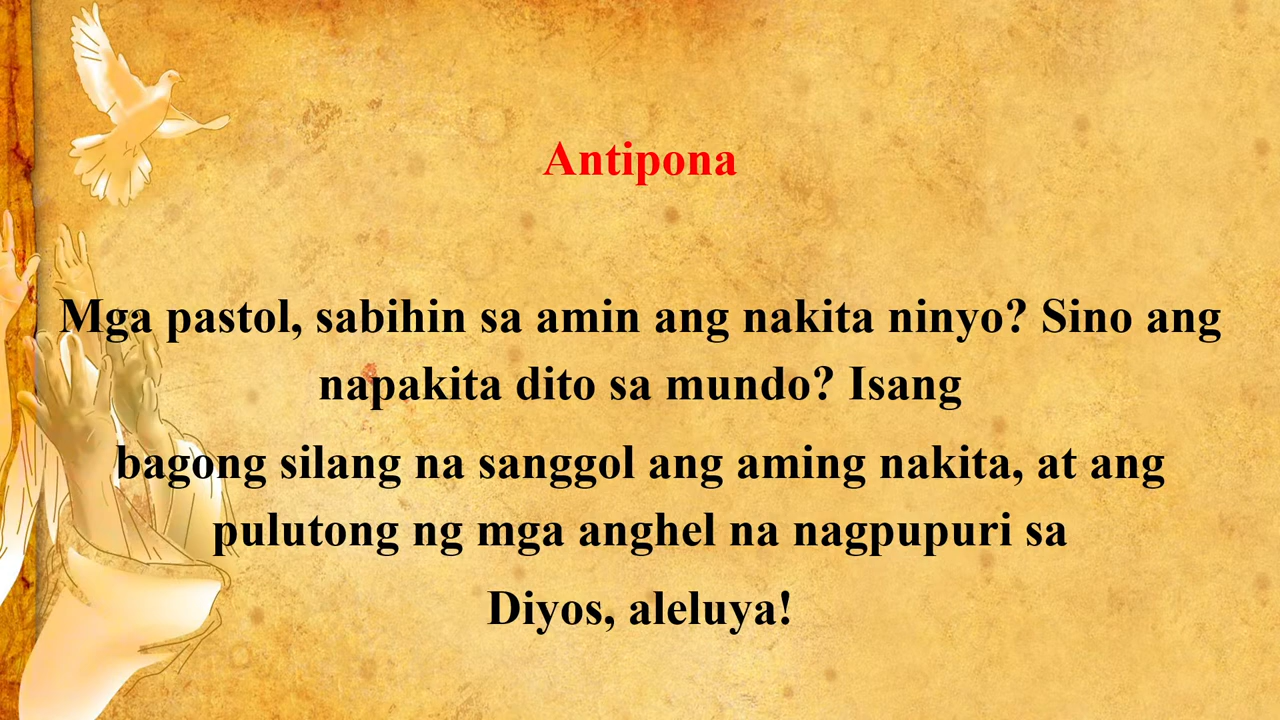 Antipona
Mga pastol, sabihin sa amin ang nakita ninyo? Sino ang
napakita dito sa mundo? Isang
bagong silang na sanggol ang aming nakita, at ang
pulutong ng mga anghel na nagpupuri sa
Diyos, aleluya!